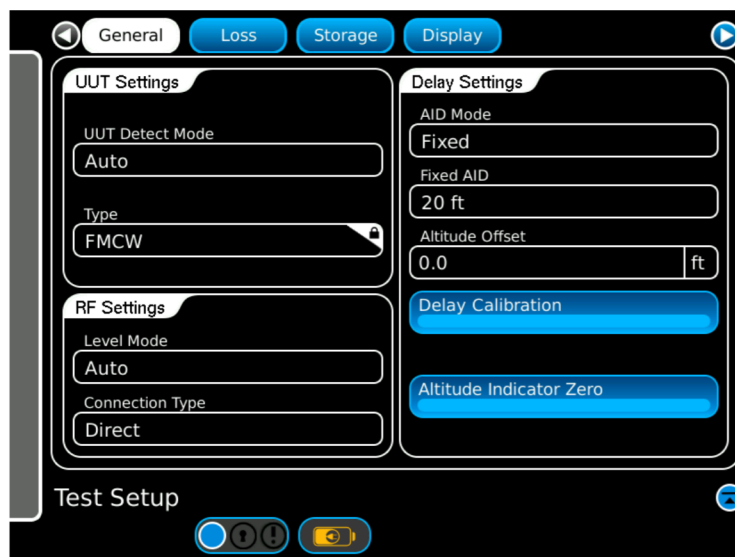 General
Loss
Storage
Display
UUT Settings
UUT Detect Mode
Auto
Type
FMCW
RF Settings
Level Mode
Auto
Connection Type
Direct
Delay Settings
AID Mode
Fixed
Fixed AID
20 ft
Altitude Offset
0.0 ft
Delay Calibration
Altitude Indicator Zero
Test Setup